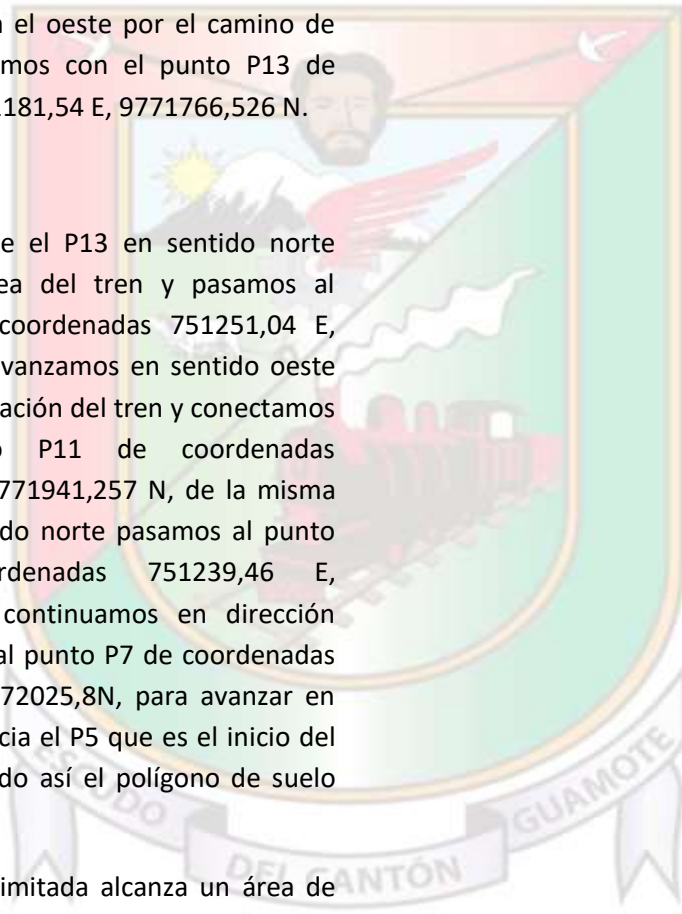 el oeste por el camino de
mos con el punto P13 de
181,54 E, 9771766,526 N.
e el P13 en sentido norte
ea del tren y pasamos al
coordenadas 751251,04 E,
vanzamos en sentido oeste
ación del tren y conectamos
P11 de coordenadas
771941,257 N, de la misma
do norte pasamos al punto
rdenadas 751239,46 E,
continuamos en dirección
al punto P7 de coordenadas
72025,8N, para avanzar en
cia el P5 que es el inicio del
do así el polígono de suelo
imitada alcanza un área de
ESCUDO DEL CANTÓN GUAMOTE